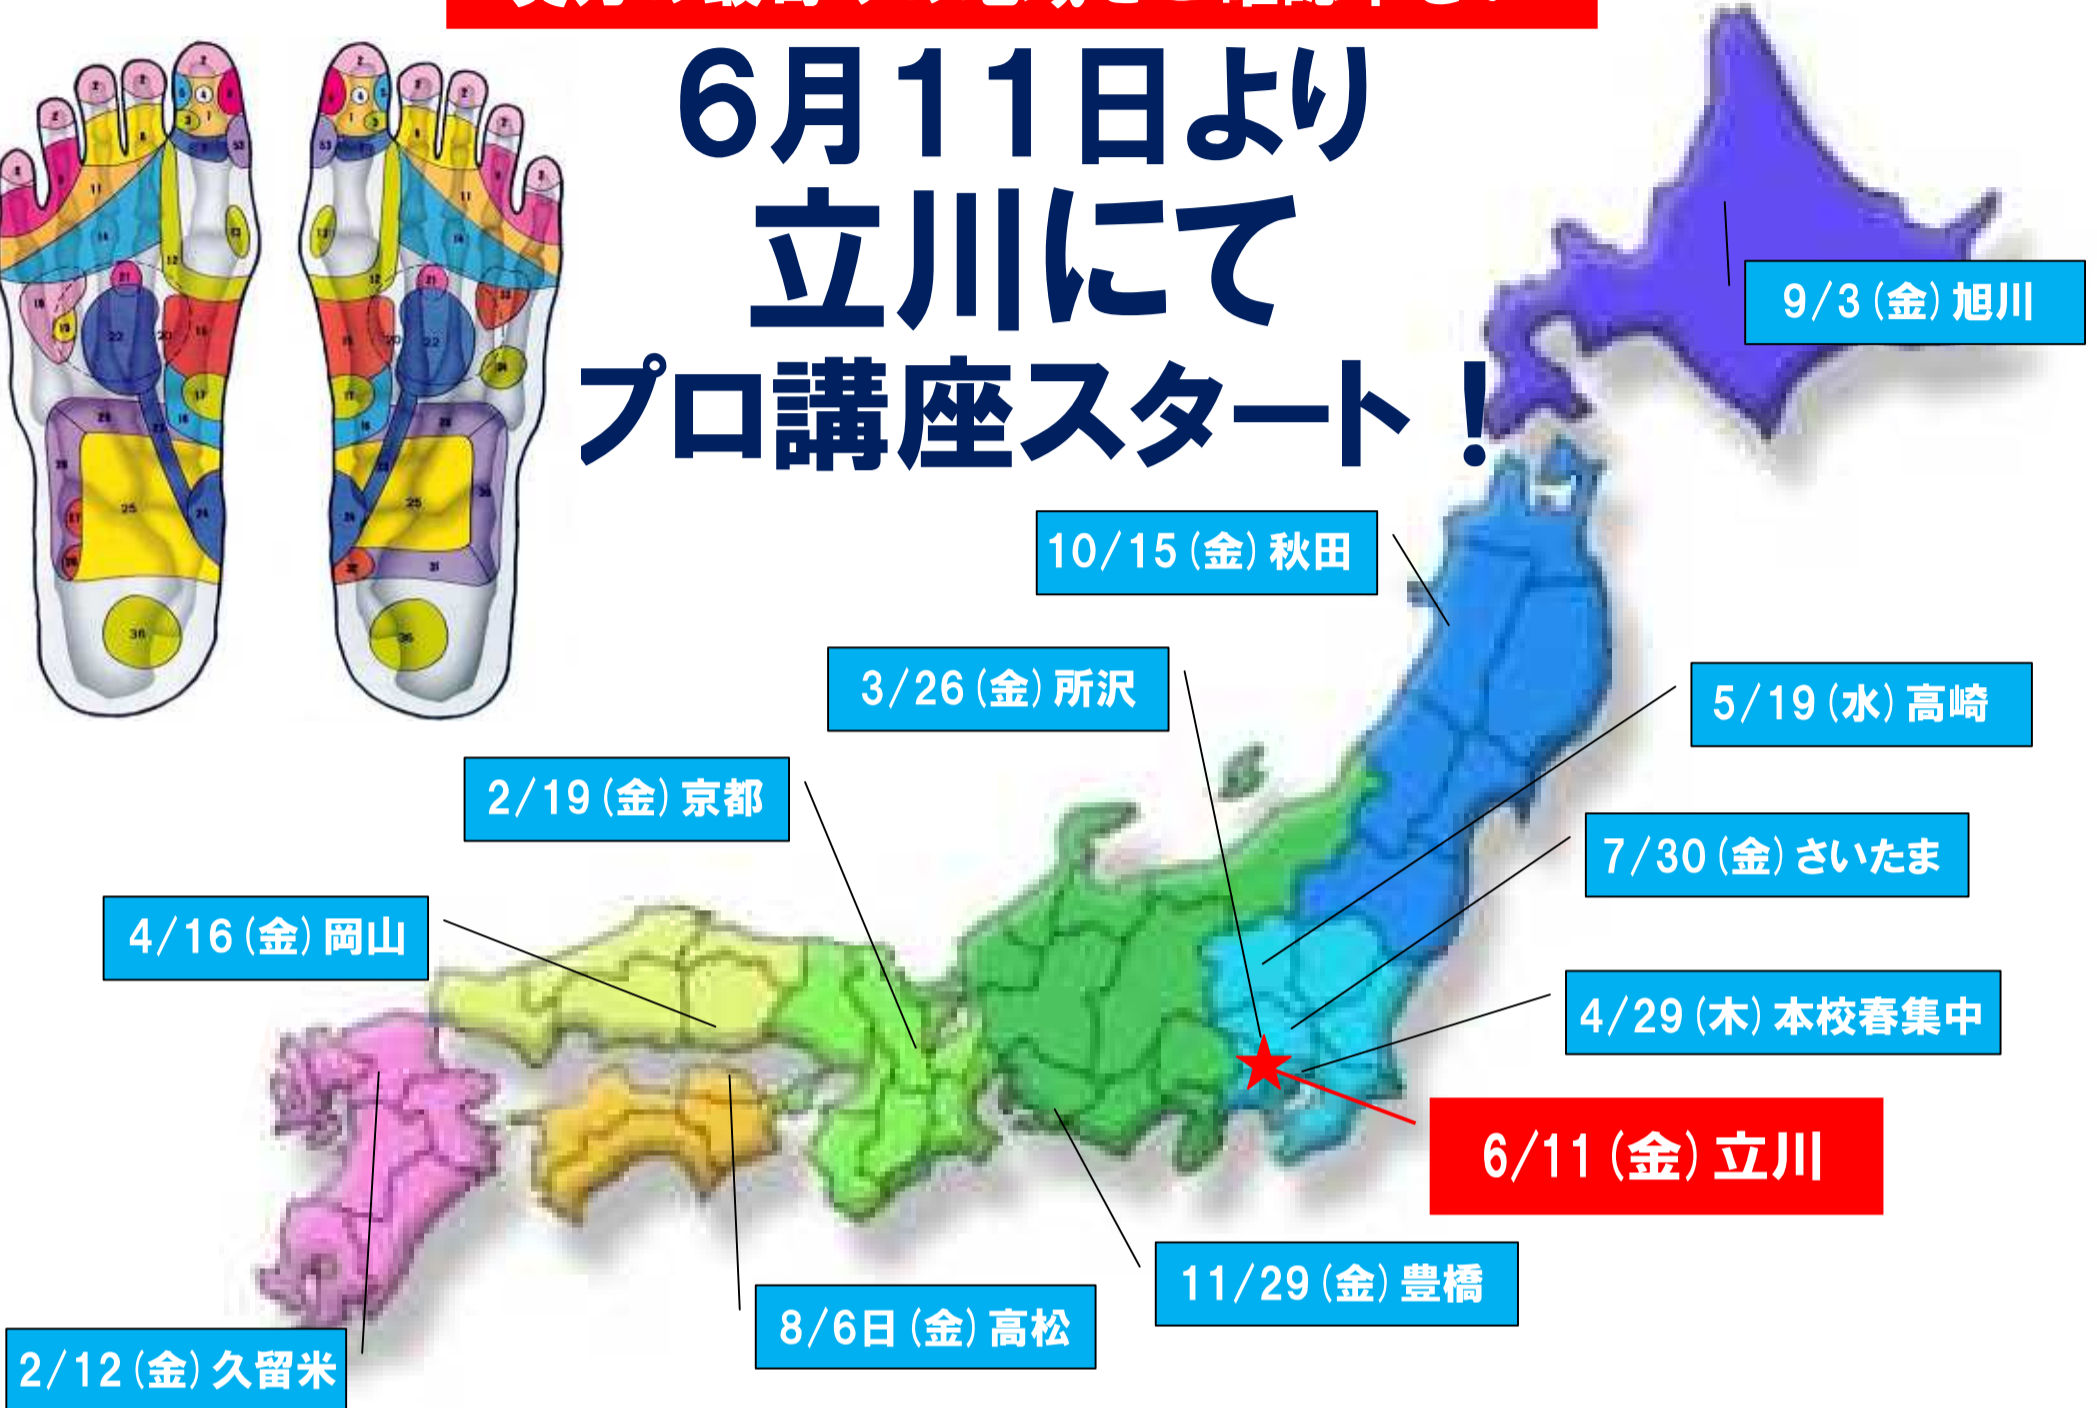 6月11日より
立川にて
プロ講座スタート！
9/3(金)旭川
10/15(金)秋田
3/26(金)所沢
5/19(水)高崎
2/19(金)京都
7/30(金)さいたま
4/16(金)岡山
4/29(木)本校春集中
6/11(金)立川
11/29(金)豊橋
8/6日(金)高松
2/12(金)久留米